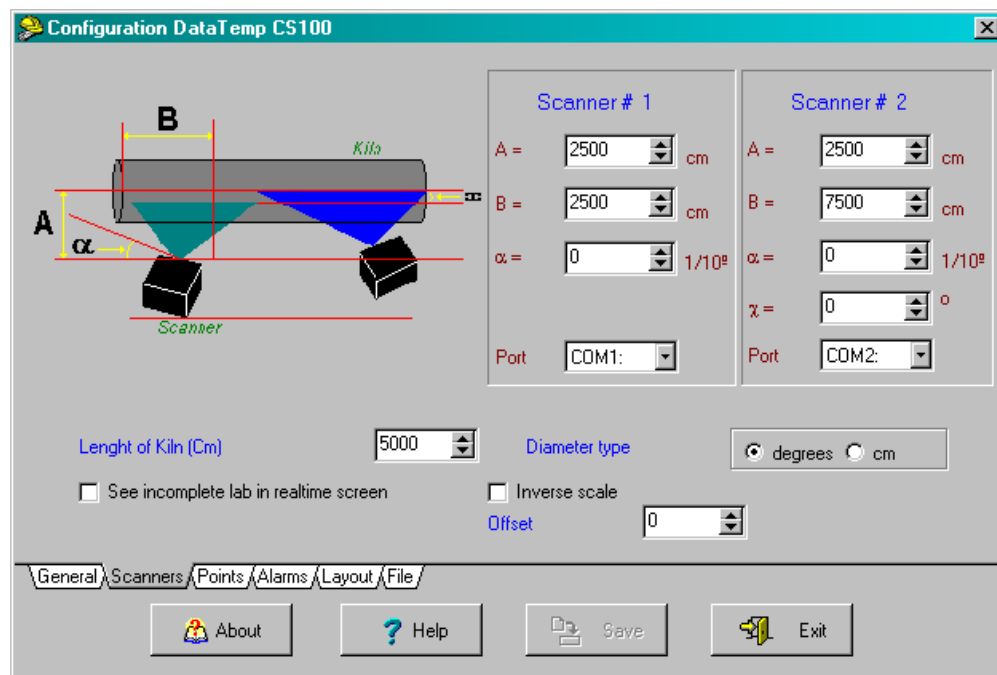 Configuration DataTemp CS100
B
Kiln
A
α
Scanner
Scanner # 1
A = 2500 cm
B = 2500 cm
α = 0 1/10º
Port COM1:
Scanner # 2
A = 2500 cm
B = 7500 cm
α = 0 1/10º
χ = 0 º
Port COM2:
Lenght of Kiln (Cm) 5000
Diameter type degrees cm
See incomplete lab in realtime screen
Inverse scale
Offset 0
General Scanners Points Alarms Layout File
About Help Save Exit